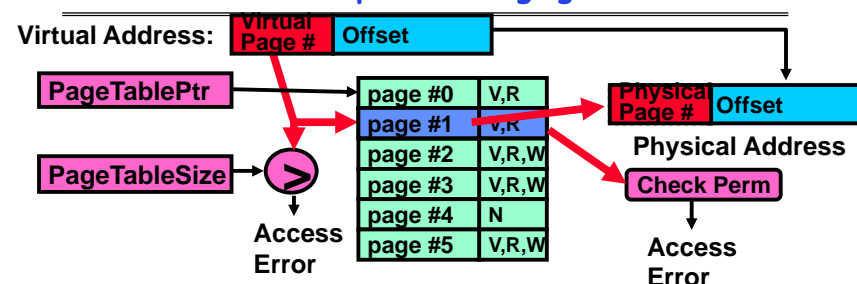 Virtual Address:
Virtual
Page #
Offset
PageTablePtr
page #0 V,R
page #1 V,R
page #2 V,R,W
page #3 V,R,W
page #4 N
page #5 V,R,W
Physical
Page #
Offset
Physical Address
PageTableSize
>
Check Perm
Access
Error
Access
Error